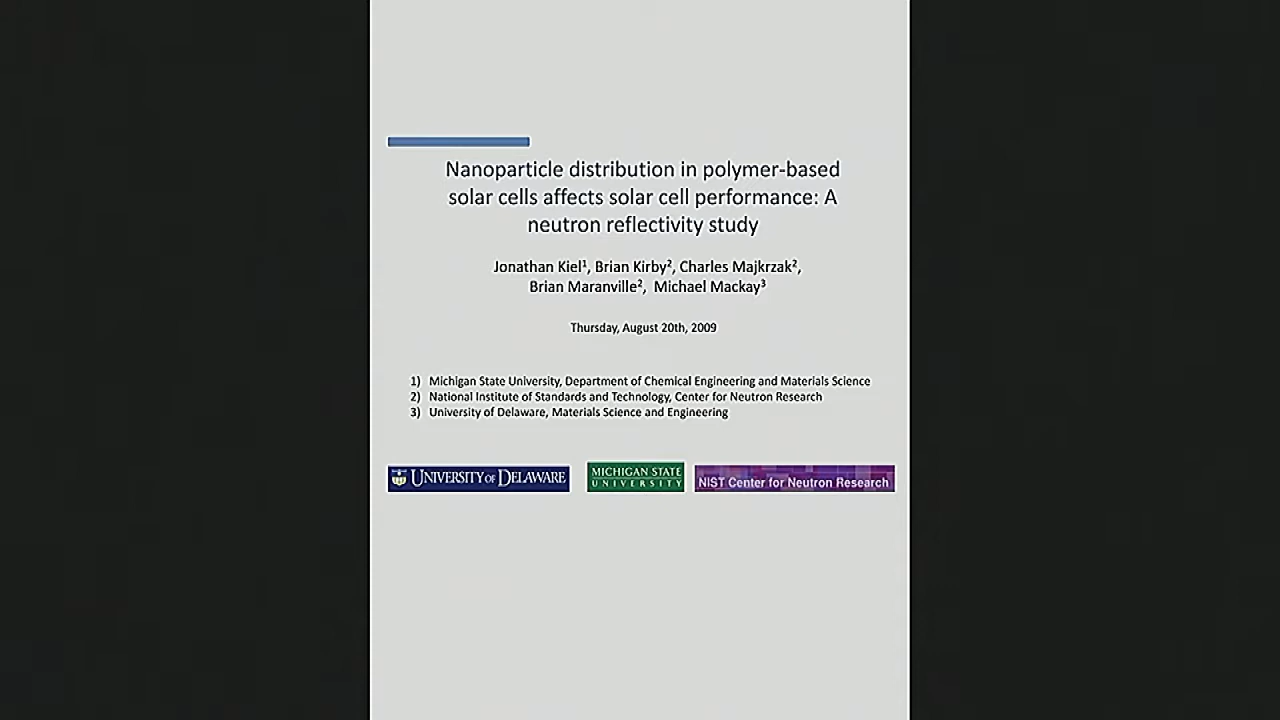 Nanoparticle distribution in polymer-based
solar cells affects solar cell performance: A
neutron reflectivity study
Jonathan Kiel¹, Brian Kirby², Charles Majkrzak²,
Brian Maranville², Michael Mackay³
Thursday, August 20th, 2009
1) Michigan State University, Department of Chemical Engineering and Materials Science
2) National Institute of Standards and Technology, Center for Neutron Research
3) University of Delaware, Materials Science and Engineering
UNIVERSITY OF DELAWARE
MICHIGAN STATE
UNIVERSITY
NIST Center for Neutron Research